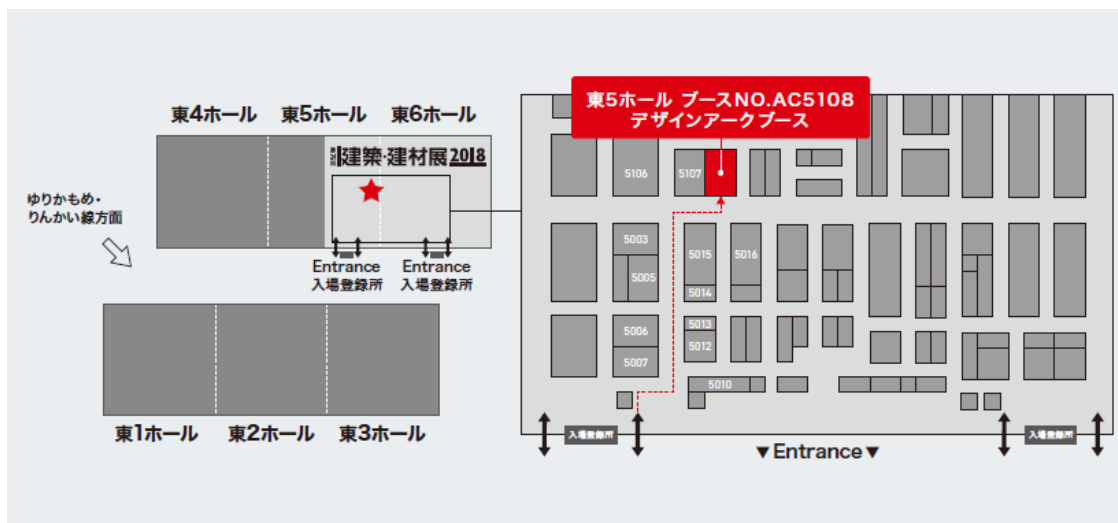 東4ホール 東5ホール 東6ホール
建築・建材展2018
ゆりかもめ・
りんかい線方面
Entrance
入場登録所
Entrance
入場登録所
東1ホール 東2ホール 東3ホール
東5ホール ブースNO.AC5108
デザインアークブース
5106
5107
5003
5005
5015
5016
5014
5006
5013
5007
5012
5010
入場登録所
▼Entrance▼
入場登録所